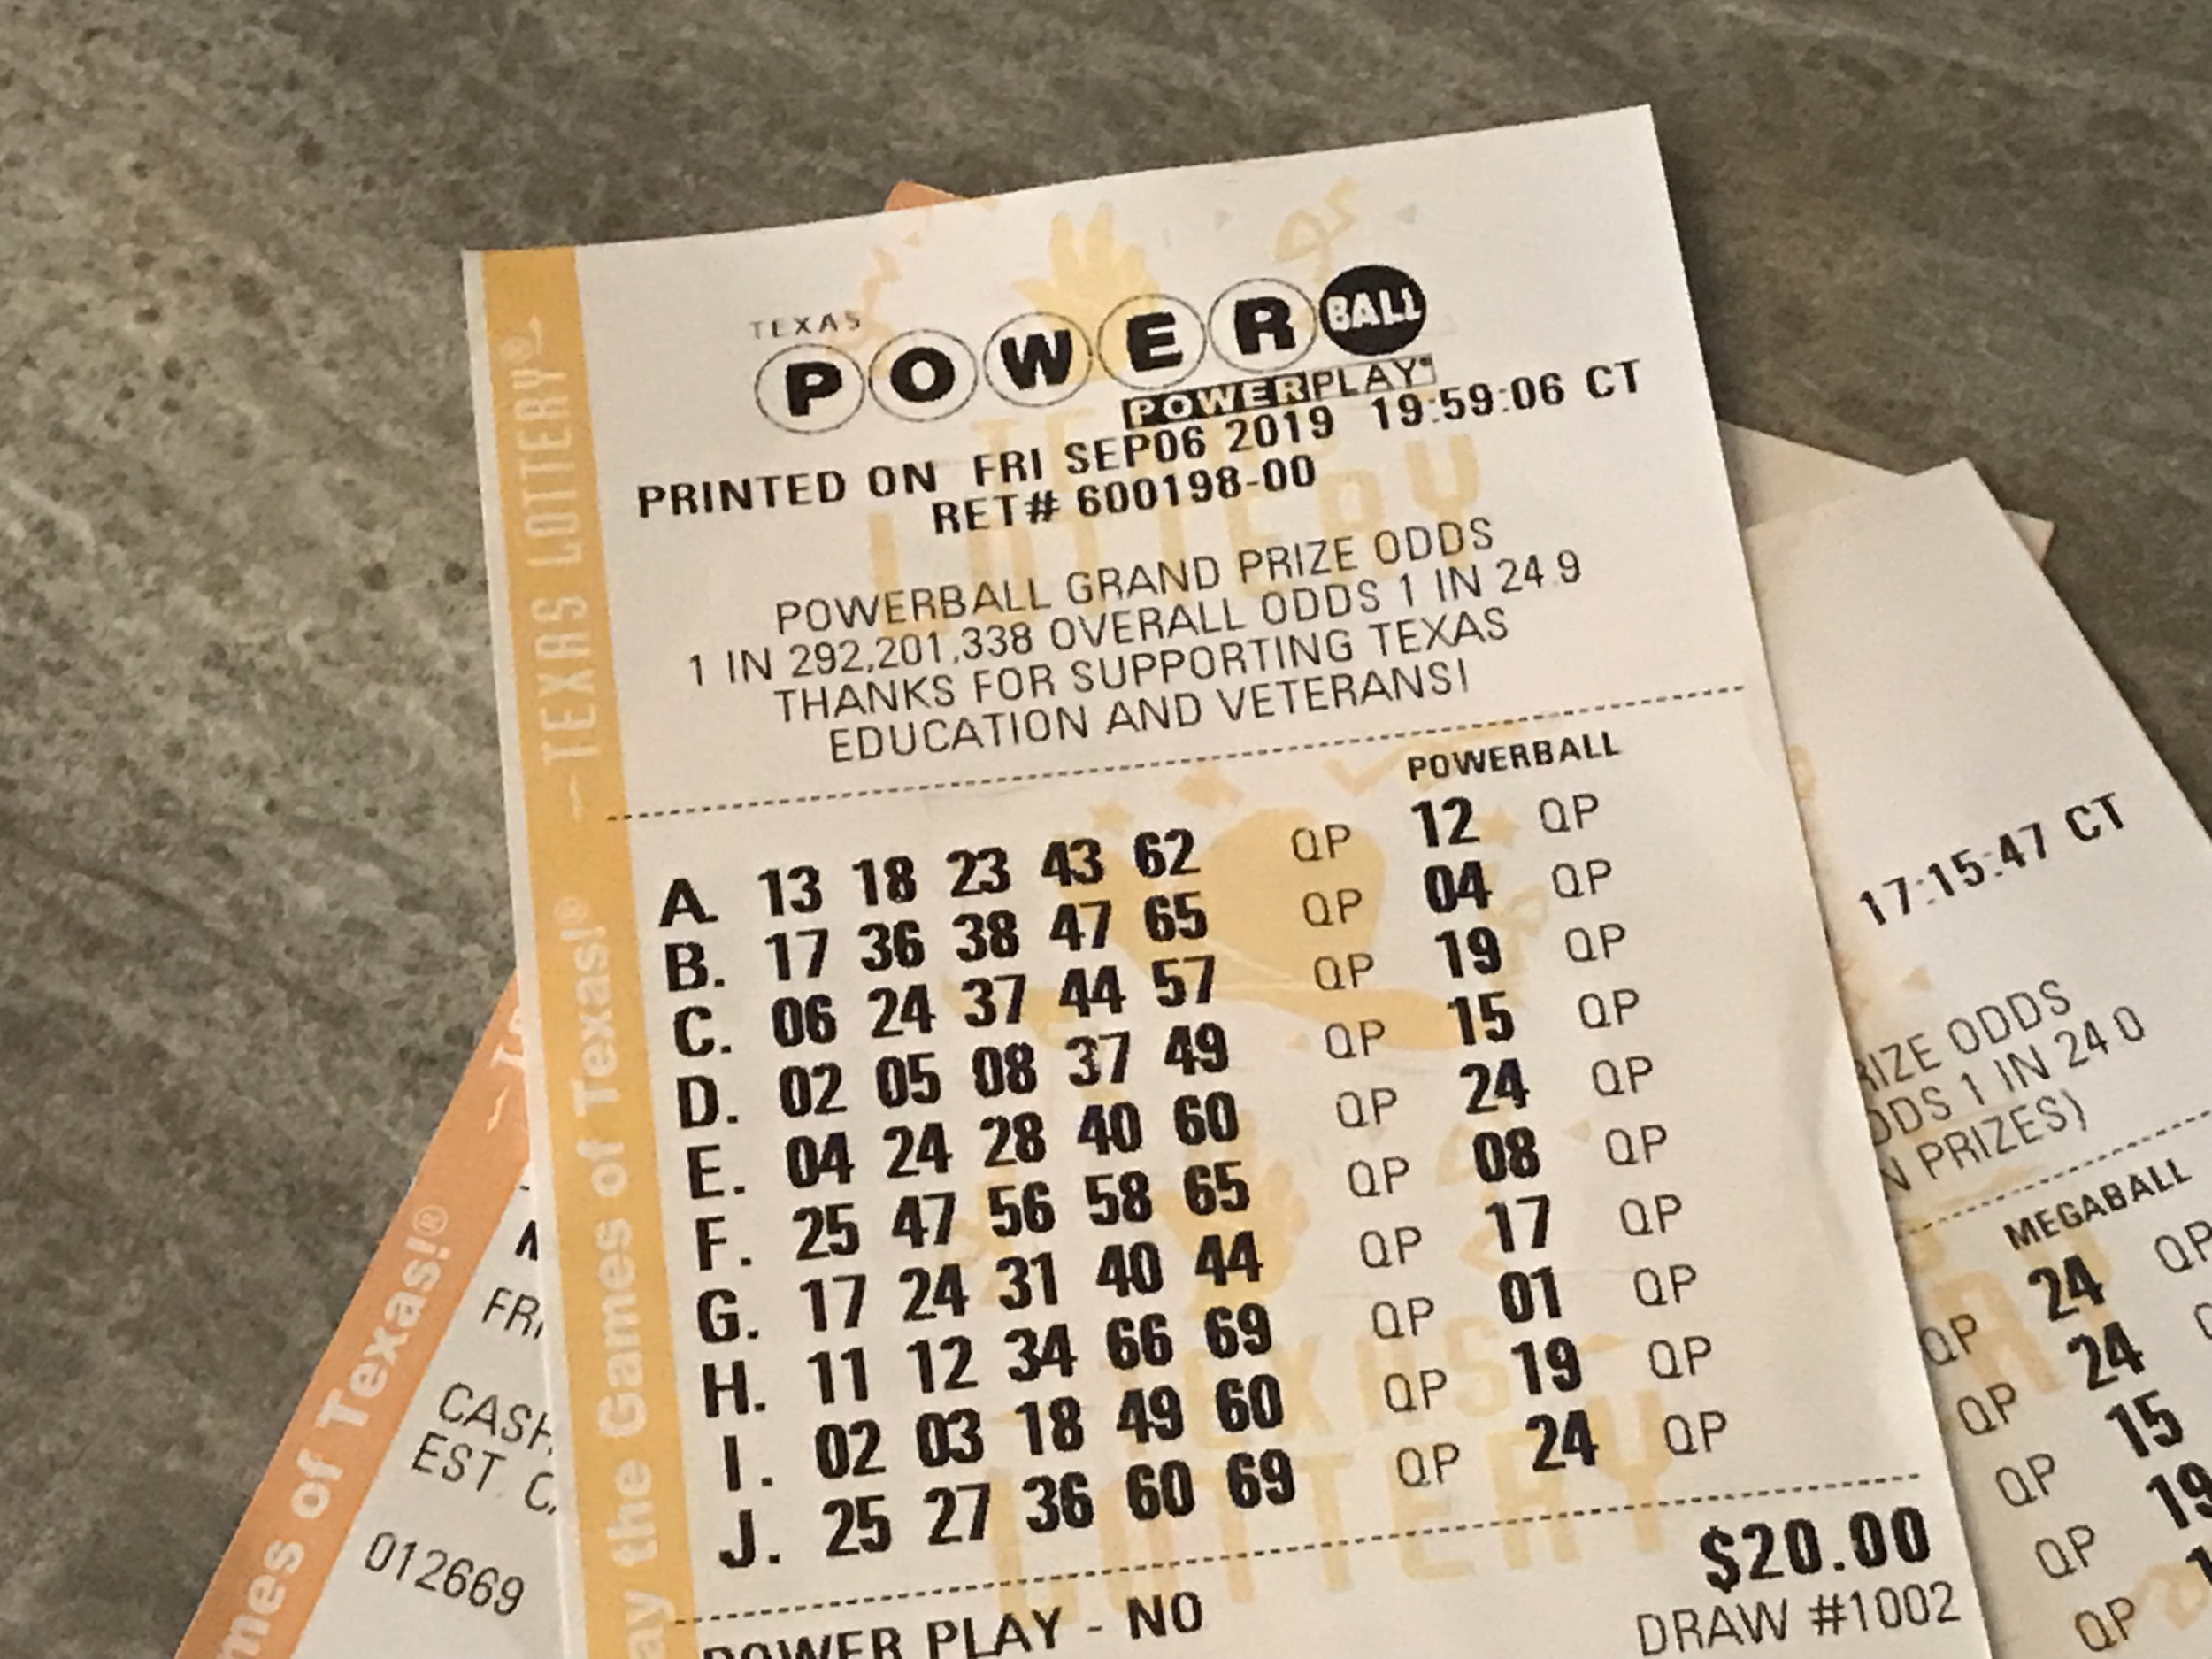 TEXAS LOTTERY®
ay the Games of Texas!®
TEXAS
POWERBALL
POWERPLAY
PRINTED ON FRI SEP06 2019 19:59:06 CT
RET# 600198-00
POWERBALL GRAND PRIZE ODDS
1 IN 292,201,338 OVERALL ODDS 1 IN 24.9
THANKS FOR SUPPORTING TEXAS
EDUCATION AND VETERANS!
POWERBALL
A. 13 18 23 43 62 QP 12 QP
B. 17 36 38 47 65 QP 04 QP
C. 06 24 37 44 57 QP 19 QP
D. 02 05 08 37 49 QP 15 QP
E. 04 24 28 40 60 QP 24 QP
F. 25 47 56 58 65 QP 08 QP
G. 17 24 31 40 44 QP 17 QP
H. 11 12 34 66 69 QP 01 QP
I. 02 03 18 49 60 QP 19 QP
J. 25 27 36 60 69 QP 24 QP
$20.00
POWER PLAY - NO
DRAW #1002
TEXAS LOTTERY
mes of Texas!®
FRI
CASH
EST. C
012669
17:15:47 CT
RIZE ODDS
DDS 1 IN 24.0
N PRIZES)
MEGABALL
24 QP
QP 24
QP 15
QP 19
QP
QP